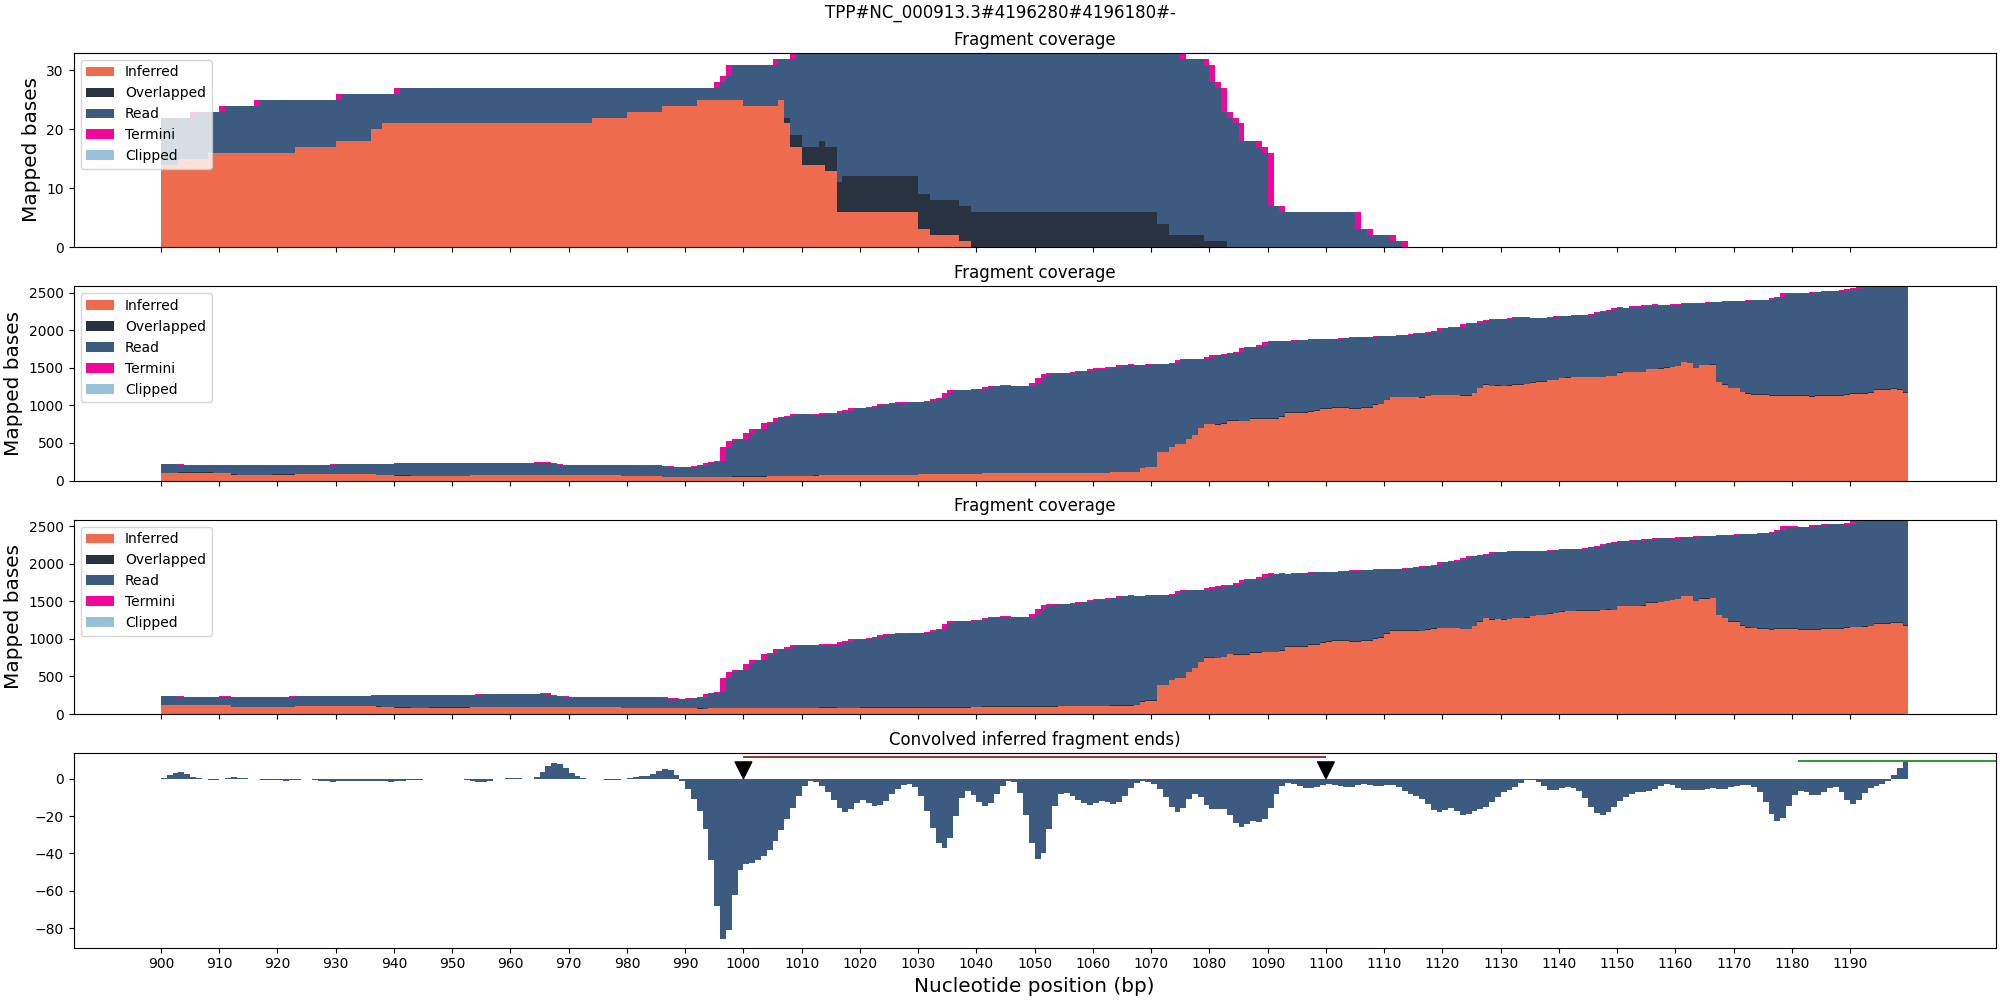 TPP#NC_000913.3#4196280#4196180#-
Fragment coverage
Mapped bases
30
20
10
0
Inferred
Overlapped
Read
Termini
Clipped
Fragment coverage
Mapped bases
2500
2000
1500
1000
500
0
Inferred
Overlapped
Read
Termini
Clipped
Fragment coverage
Mapped bases
2500
2000
1500
1000
500
0
Inferred
Overlapped
Read
Termini
Clipped
Convolved inferred fragment ends)
0
−20
−40
−60
−80
900 910 920 930 940 950 960 970 980 990 1000 1010 1020 1030 1040 1050 1060 1070 1080 1090 1100 1110 1120 1130 1140 1150 1160 1170 1180 1190
Nucleotide position (bp)